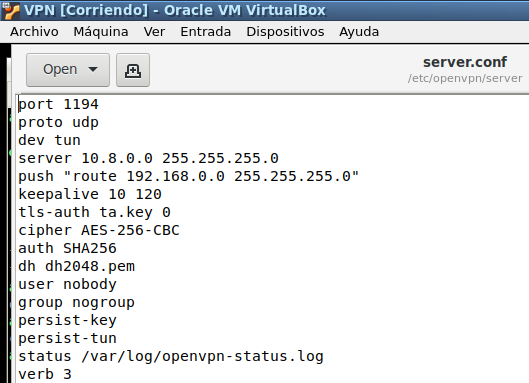 VPN [Corriendo] - Oracle VM VirtualBox
Archivo Máquina Ver Entrada Dispositivos Ayuda
Open
server.conf
/etc/openvpn/server
port 1194
proto udp
dev tun
server 10.8.0.0 255.255.255.0
push "route 192.168.0.0 255.255.255.0"
keepalive 10 120
tls-auth ta.key 0
cipher AES-256-CBC
auth SHA256
dh dh2048.pem
user nobody
group nogroup
persist-key
persist-tun
status /var/log/openvpn-status.log
verb 3